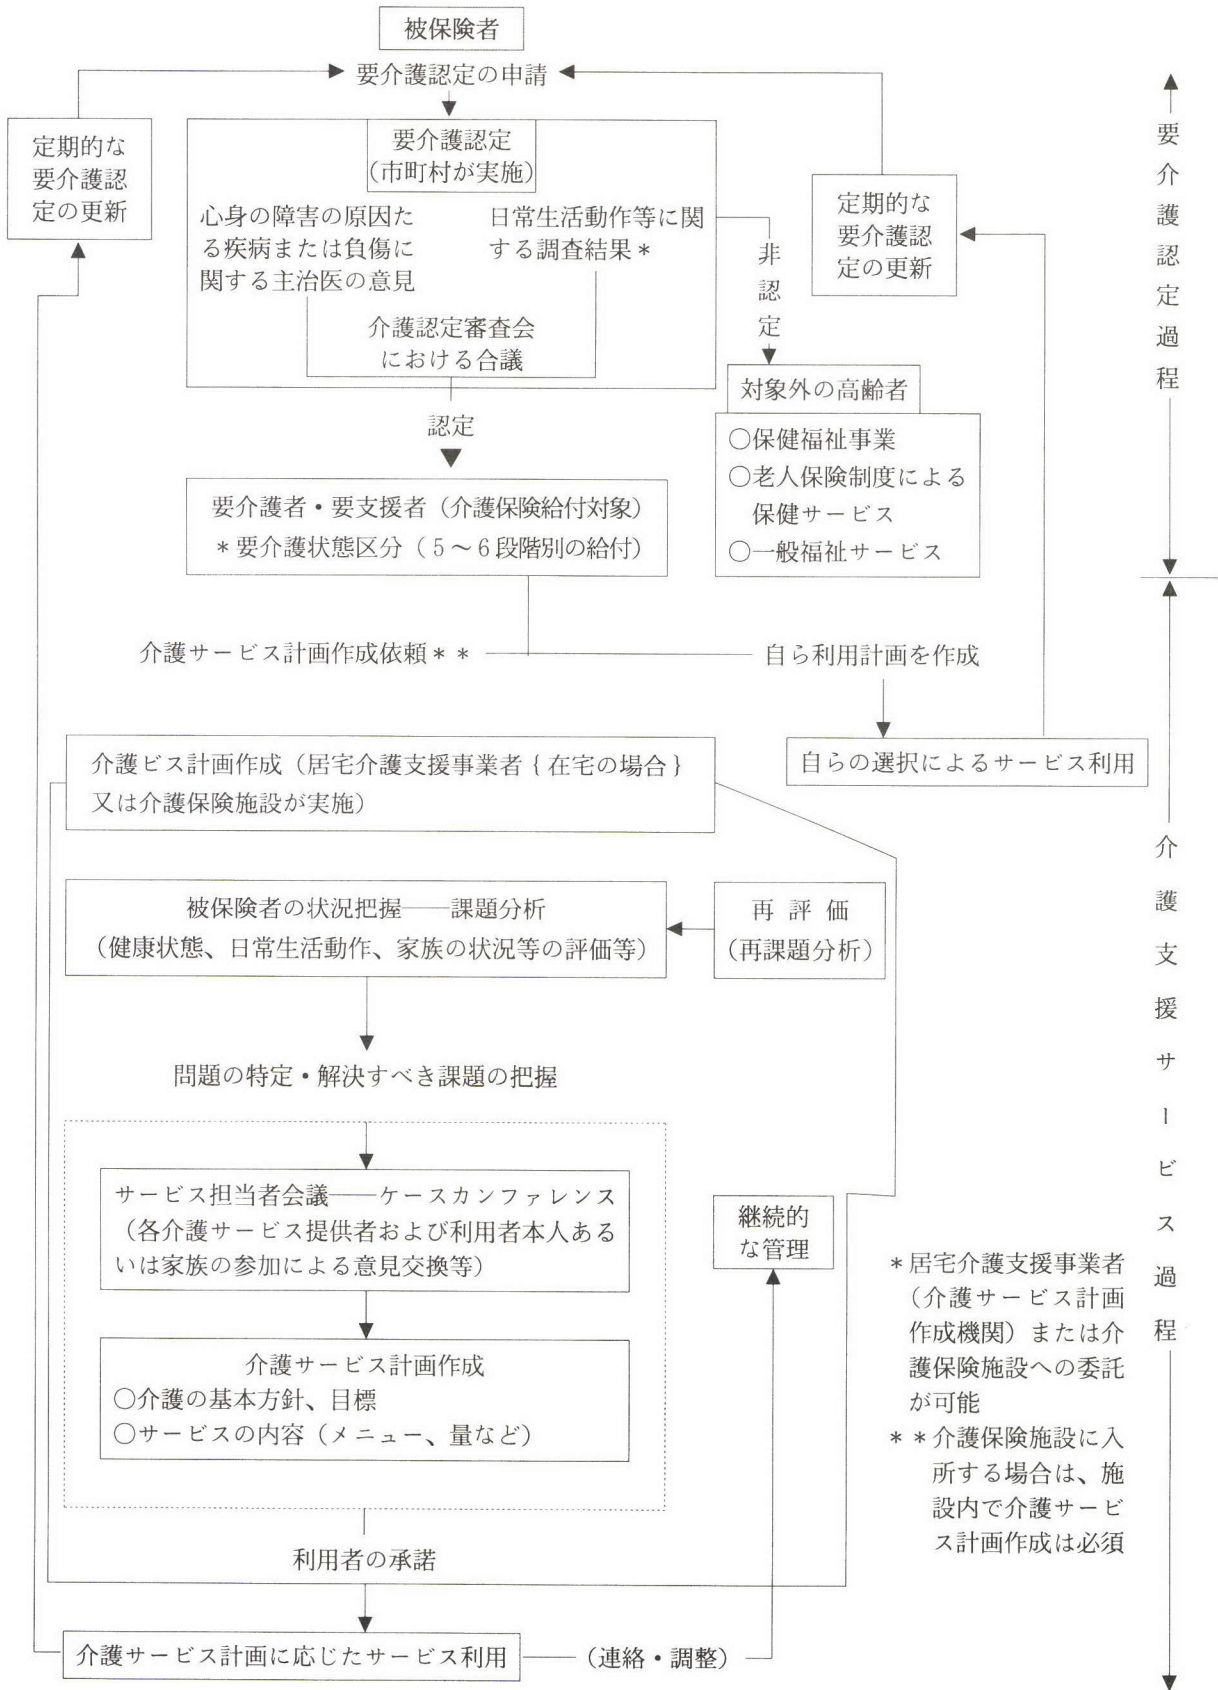 被保険者
要介護認定の申請
定期的な
要介護認
定の更新
要介護認定
(市町村が実施)
心身の障害の原因た
る疾病または負傷に
関する主治医の意見
日常生活動作等に関
する調査結果*
介護認定審査会
における合議
非認定
定期的な
要介護認
定の更新
要介護認定過程
認定
対象外の高齢者
○保健福祉事業
○老人保険制度による
保健サービス
○一般福祉サービス
要介護者・要支援者(介護保険給付対象)
*要介護状態区分(5~6段階別の給付)
介護サービス計画作成依頼**
自ら利用計画を作成
自らの選択によるサービス利用
介護ビス計画作成(居宅介護支援事業者{在宅の場合}
又は介護保険施設が実施)
被保険者の状況把握──課題分析
(健康状態、日常生活動作、家族の状況等の評価等)
再評価
(再課題分析)
問題の特定・解決すべき課題の把握
サービス担当者会議──ケースカンファレンス
(各介護サービス提供者および利用者本人ある
いは家族の参加による意見交換等)
介護サービス計画作成
○介護の基本方針、目標
○サービスの内容(メニュー、量など)
継続的
な管理
利用者の承諾
介護サービス計画に応じたサービス利用
(連絡・調整)
介護支援サービス過程
*居宅介護支援事業者
(介護サービス計画
作成機関)または介
護保険施設への委託
が可能
**介護保険施設に入
所する場合は、施
設内で介護サービ
ス計画作成は必須